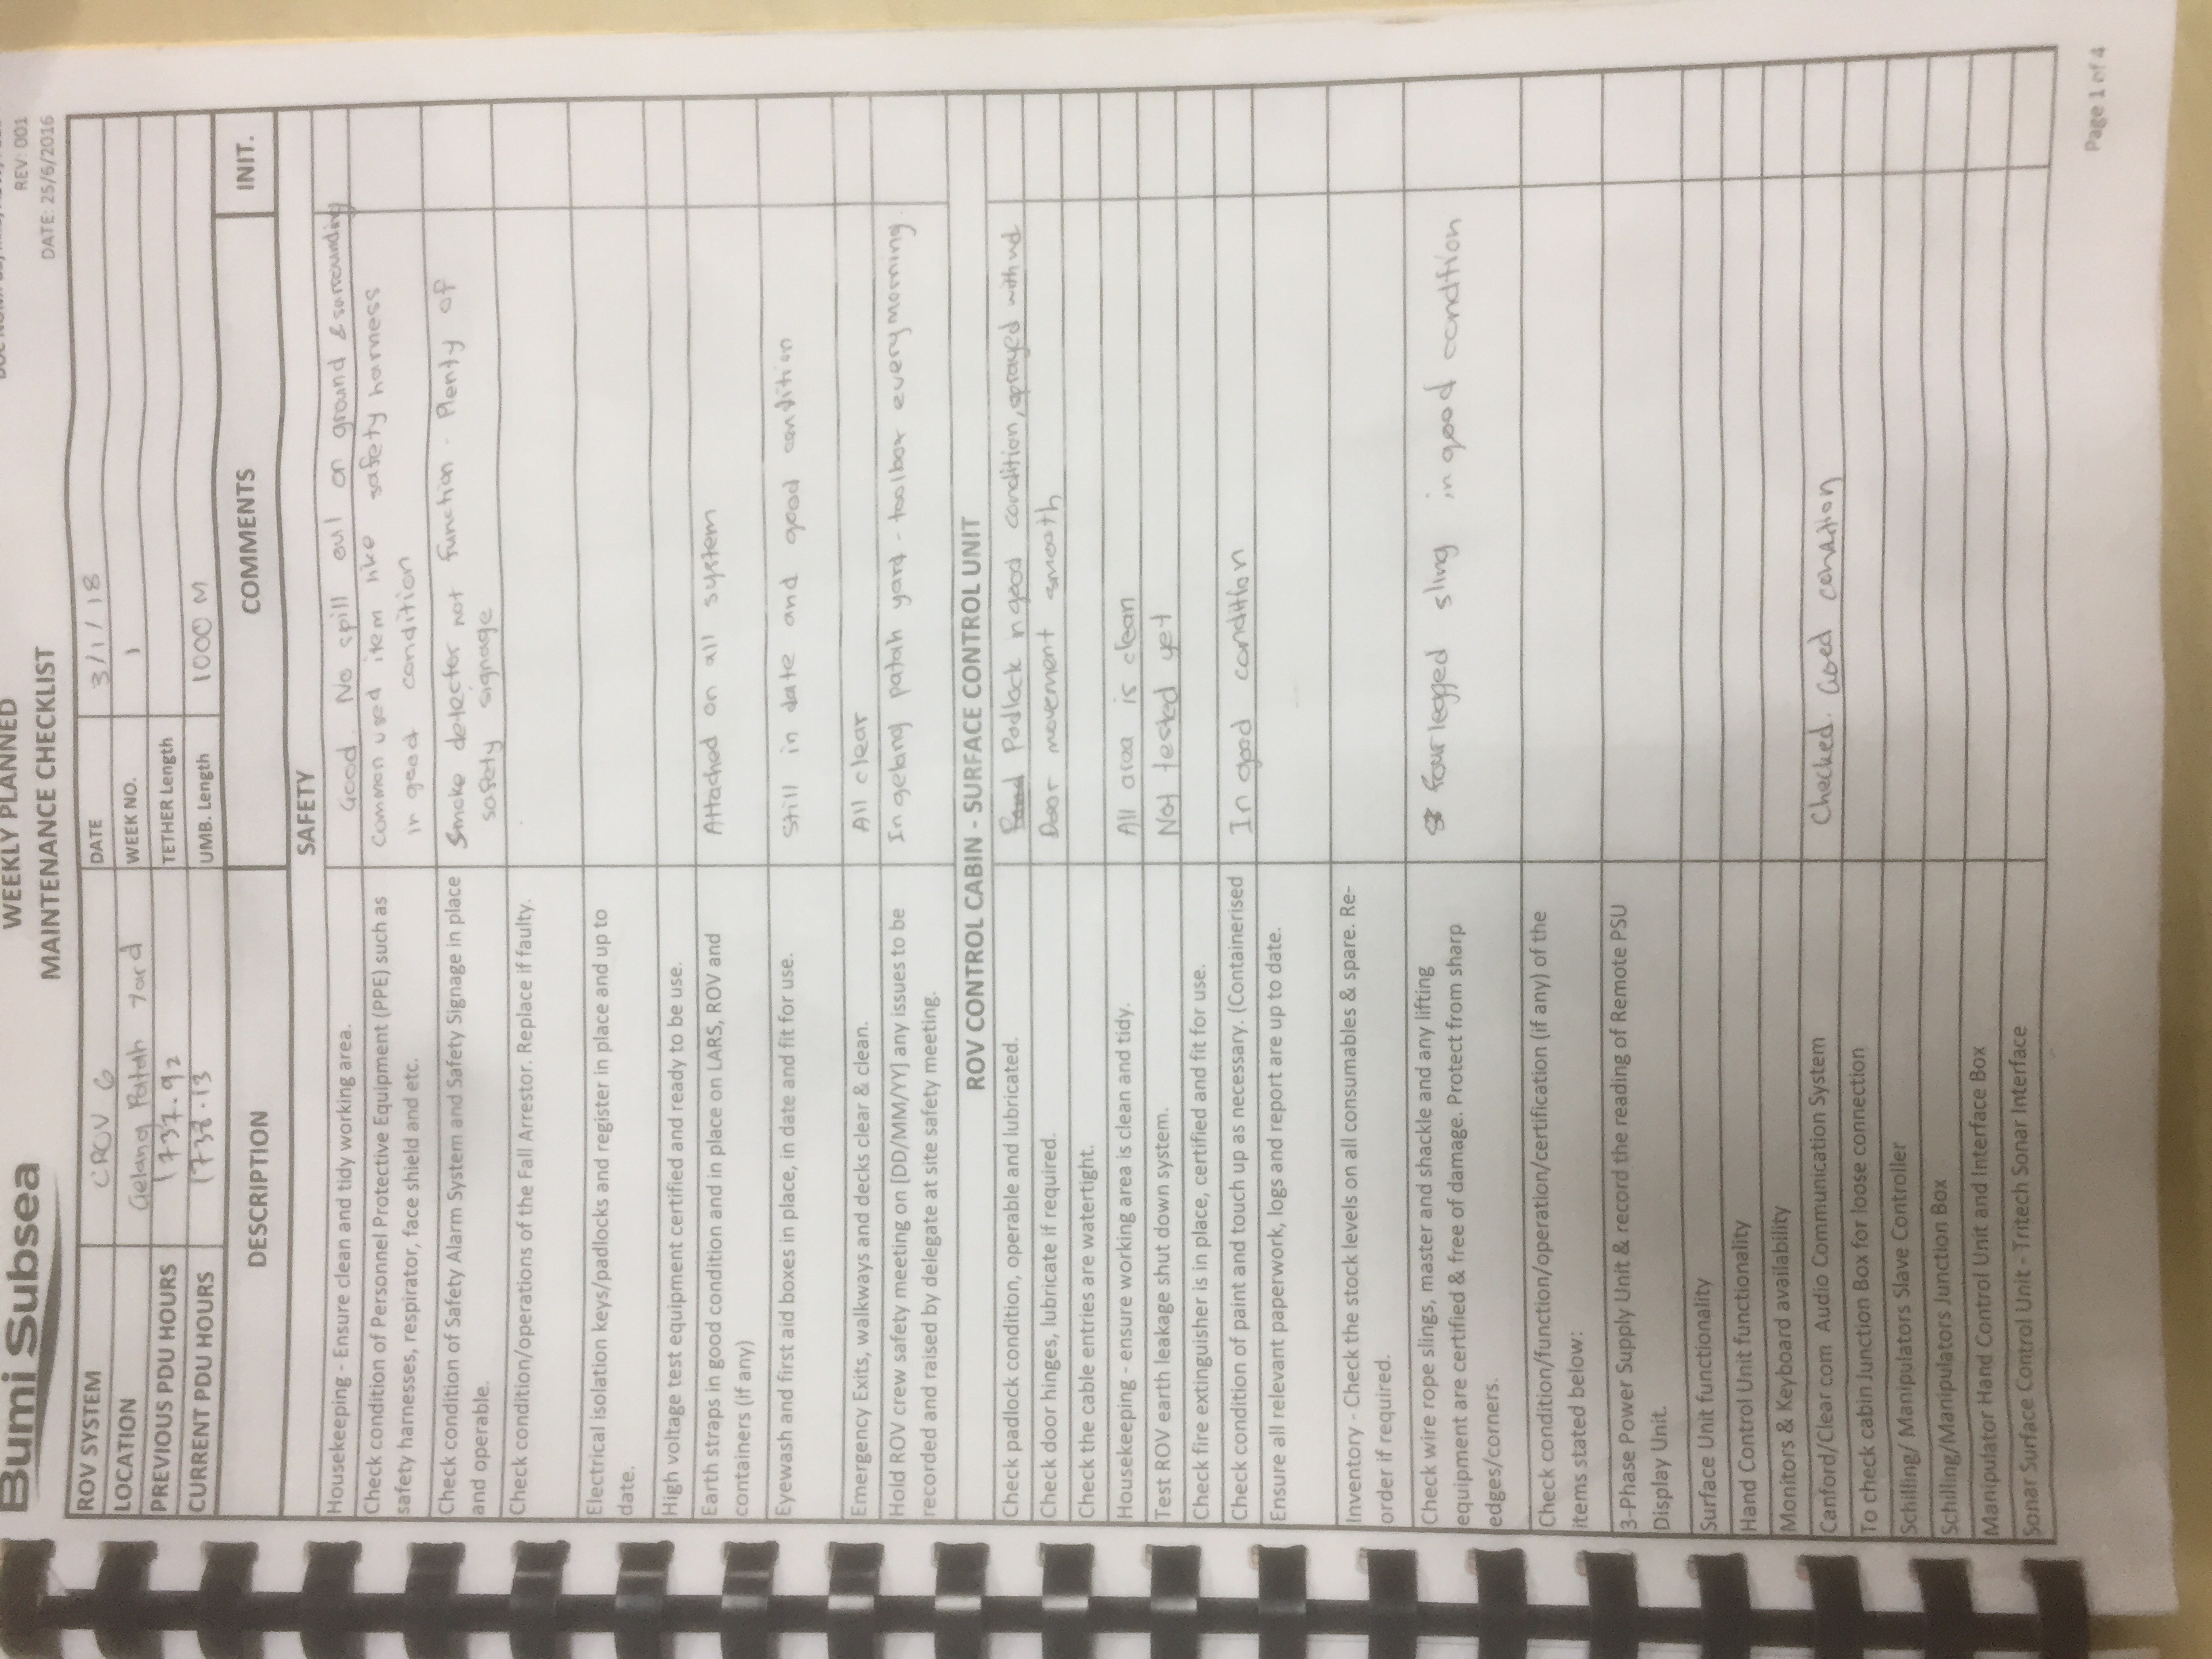 Bumi Subsea
WEEKLY PLANNED
MAINTENANCE CHECKLIST
REV: 001
DATE: 25/6/2016
ROV SYSTEM CROV 6 DATE 3/1/18
LOCATION Gelang Patah Yard WEEK NO. 1
PREVIOUS PDU HOURS 1737.92 TETHER Length
CURRENT PDU HOURS 1738.13 UMB. Length 1000 M
DESCRIPTION COMMENTS INIT.
SAFETY
Housekeeping - Ensure clean and tidy working area. Good. No spill on ground & surrounding
Check condition of Personnel Protective Equipment (PPE) such as Common used item like safety harness
safety harnesses, respirator, face shield and etc. in good condition
Check condition of Safety Alarm System and Safety Signage in place Smoke detector not function. Plenty of
and operable. safety signage
Check condition/operations of the Fall Arrestor. Replace if faulty.
Electrical isolation keys/padlocks and register in place and up to
date.
High voltage test equipment certified and ready to be use.
Earth straps in good condition and in place on LARS, ROV and Attached on all system
containers (if any)
Eyewash and first aid boxes in place, in date and fit for use. Still in date and good condition
Emergency Exits, walkways and decks clear & clean. All clear
Hold ROV crew safety meeting on [DD/MM/YY] any issues to be In gelang patah yard - toolbox every morning.
recorded and raised by delegate at site safety meeting.
ROV CONTROL CABIN - SURFACE CONTROL UNIT
Check padlock condition, operable and lubricated. Padlock in good condition, sprayed with wd
Check door hinges, lubricate if required. Door movement smooth
Check the cable entries are watertight.
Housekeeping - ensure working area is clean and tidy. All area is clean
Test ROV earth leakage shut down system. Not tested yet
Check fire extinguisher is in place, certified and fit for use.
Check condition of paint and touch up as necessary. (Containerised In good condition
Ensure all relevant paperwork, logs and report are up to date.
Inventory - Check the stock levels on all consumables & spare. Re-
order if required.
Check wire rope slings, master and shackle and any lifting four legged sling in good condtion
equipment are certified & free of damage. Protect from sharp
edges/corners.
Check condition/function/operation/certification (if any) of the
items stated below:
3-Phase Power Supply Unit & record the reading of Remote PSU
Display Unit.
Surface Unit functionality
Hand Control Unit functionality
Monitors & Keyboard availability
Canford/Clear com Audio Communication System Checked. Good condition
To check cabin Junction Box for loose connection
Schilling/ Manipulators Slave Controller
Schilling/Manipulators Junction Box
Manipulator Hand Control Unit and Interface Box
Sonar Surface Control Unit - Tritech Sonar Interface
Page 1 of 4